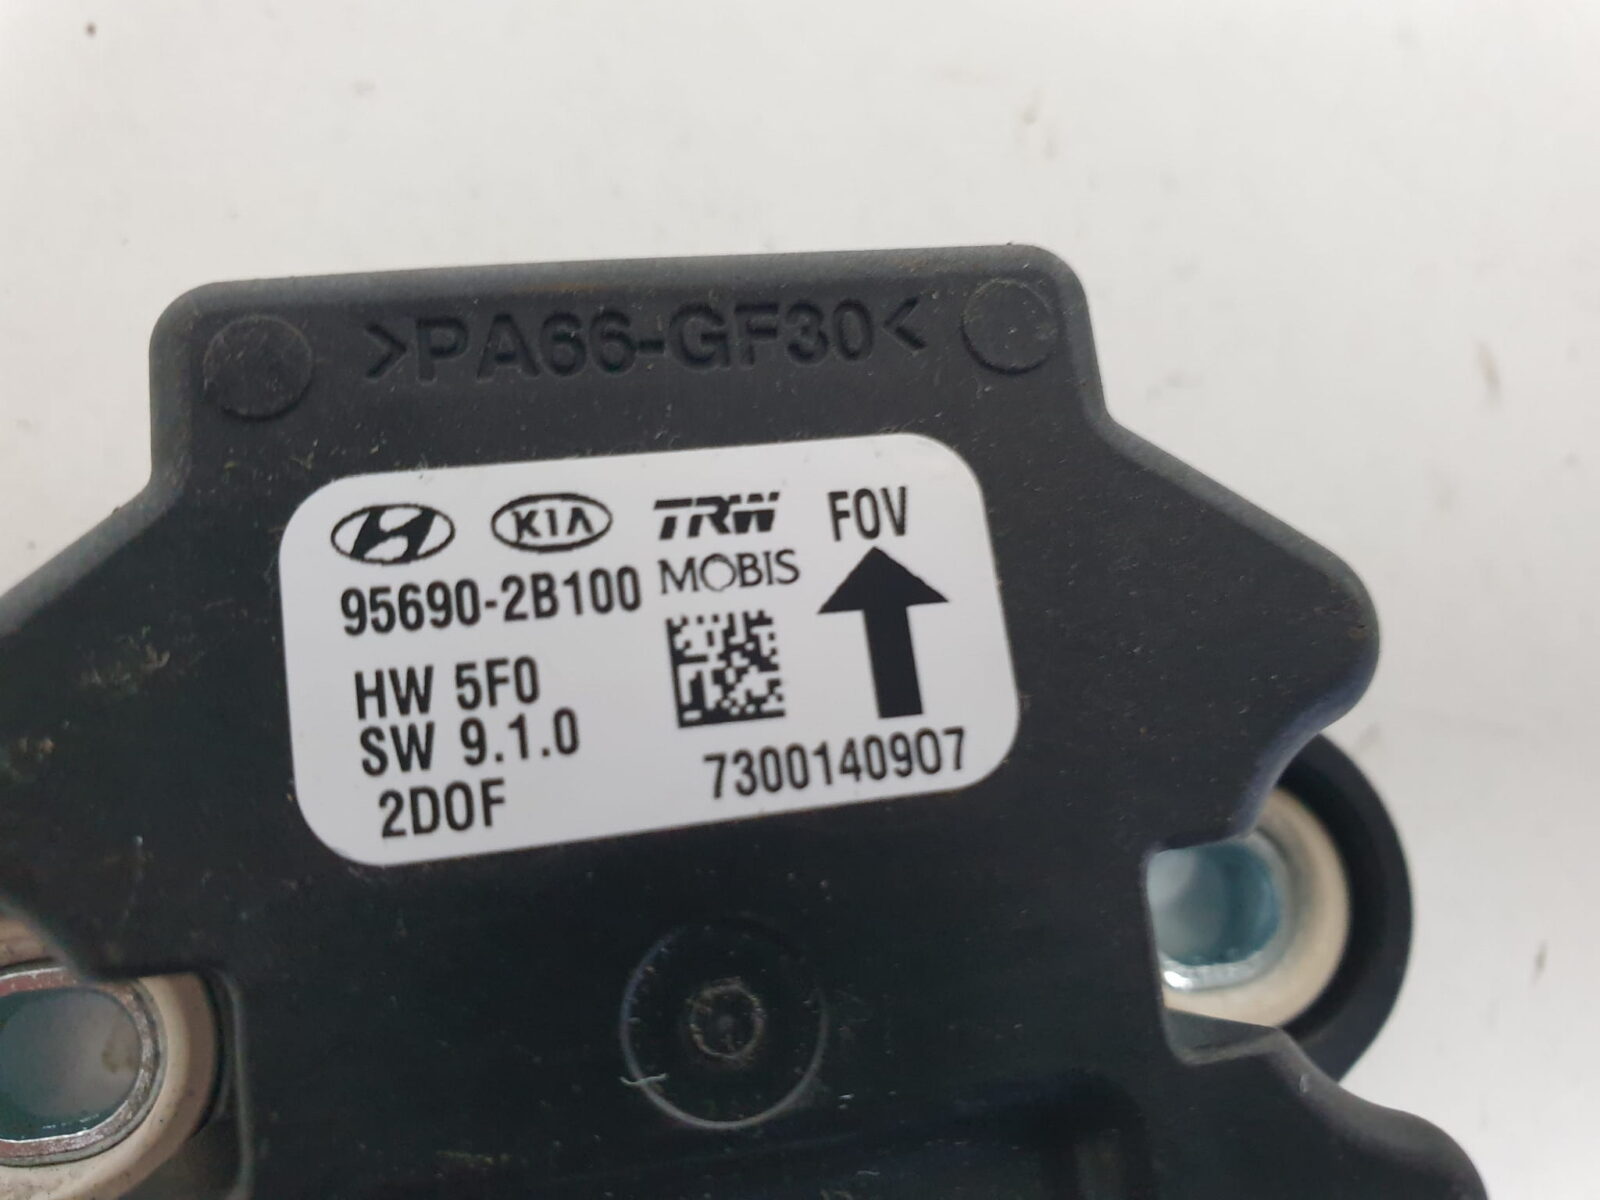 >PA66-GF30<
KIA TRW FOV
MOBIS
95690-2B100
HW 5F0
SW 9.1.0
2DOF
7300140907